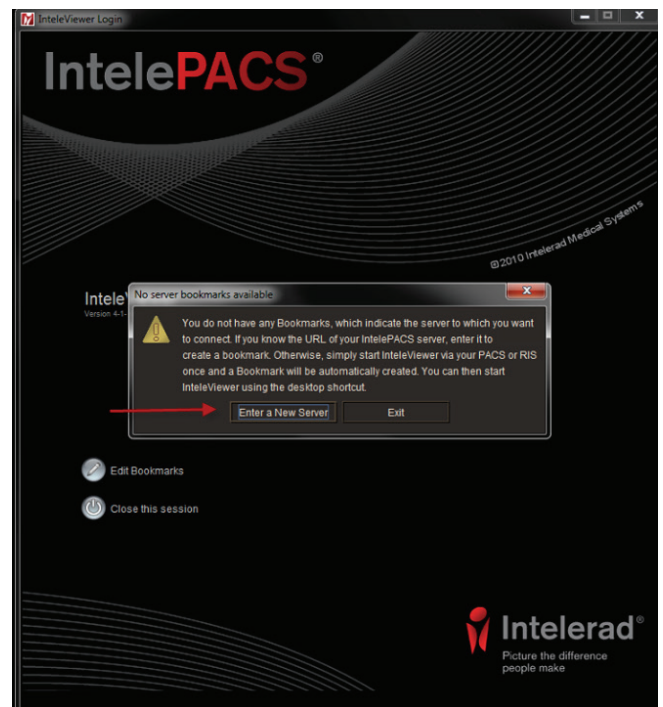 InteleViewer Login
IntelePACS®
©2010 Intelerad Medical Systems
Intele
Version 4-1-
No server bookmarks available
You do not have any Bookmarks, which indicate the server to which you want
to connect. If you know the URL of your IntelePACS server, enter it to
create a bookmark. Otherwise, simply start InteleViewer via your PACS or RIS
once and a Bookmark will be automatically created. You can then start
InteleViewer using the desktop shortcut.
Enter a New Server
Exit
Edit Bookmarks
Close this session
Intelerad®
Picture the difference
people make